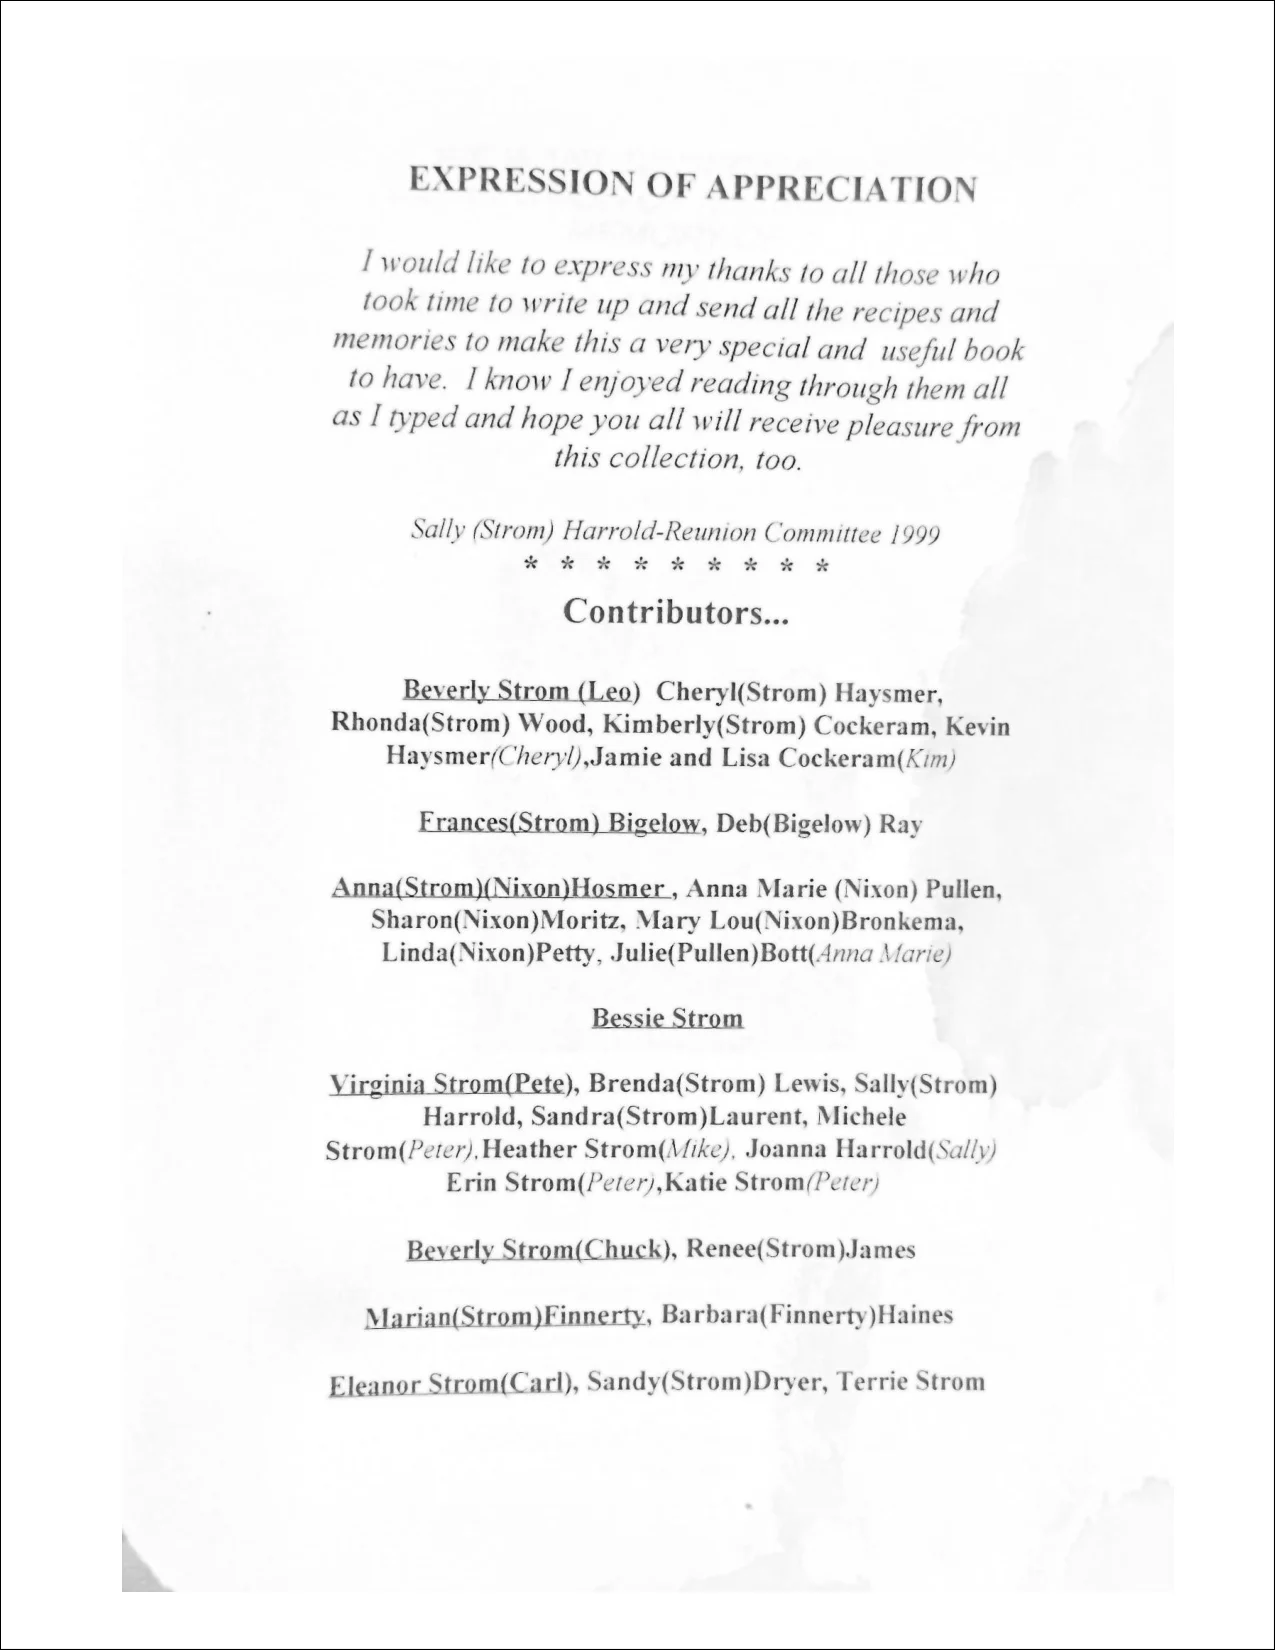 EXPRESSION OF APPRECIATION
I would like to express my thanks to all those who
took time to write up and send all the recipes and
memories to make this a very special and  useful book
to have.  I know I enjoyed reading through them all
as I typed and hope you all will receive pleasure from
this collection, too.
Sally (Strom) Harrold-Reunion Committee 1999
* * * * * * * * *
Contributors...
Beverly Strom (Leo)  Cheryl(Strom) Haysmer,
Rhonda(Strom) Wood, Kimberly(Strom) Cockeram, Kevin
Haysmer(Cheryl),Jamie and Lisa Cockeram(Kim)
Frances(Strom) Bigelow, Deb(Bigelow) Ray
Anna(Strom)(Nixon)Hosmer , Anna Marie (Nixon) Pullen,
Sharon(Nixon)Moritz, Mary Lou(Nixon)Bronkema,
Linda(Nixon)Petty, Julie(Pullen)Bott(Anna Marie)
Bessie Strom
Virginia Strom(Pete), Brenda(Strom) Lewis, Sally(Strom)
Harrold, Sandra(Strom)Laurent, Michele
Strom(Peter),Heather Strom(Mike), Joanna Harrold(Sally)
Erin Strom(Peter),Katie Strom(Peter)
Beverly Strom(Chuck), Renee(Strom)James
Marian(Strom)Finnerty, Barbara(Finnerty)Haines
Eleanor Strom(Carl), Sandy(Strom)Dryer, Terrie Strom